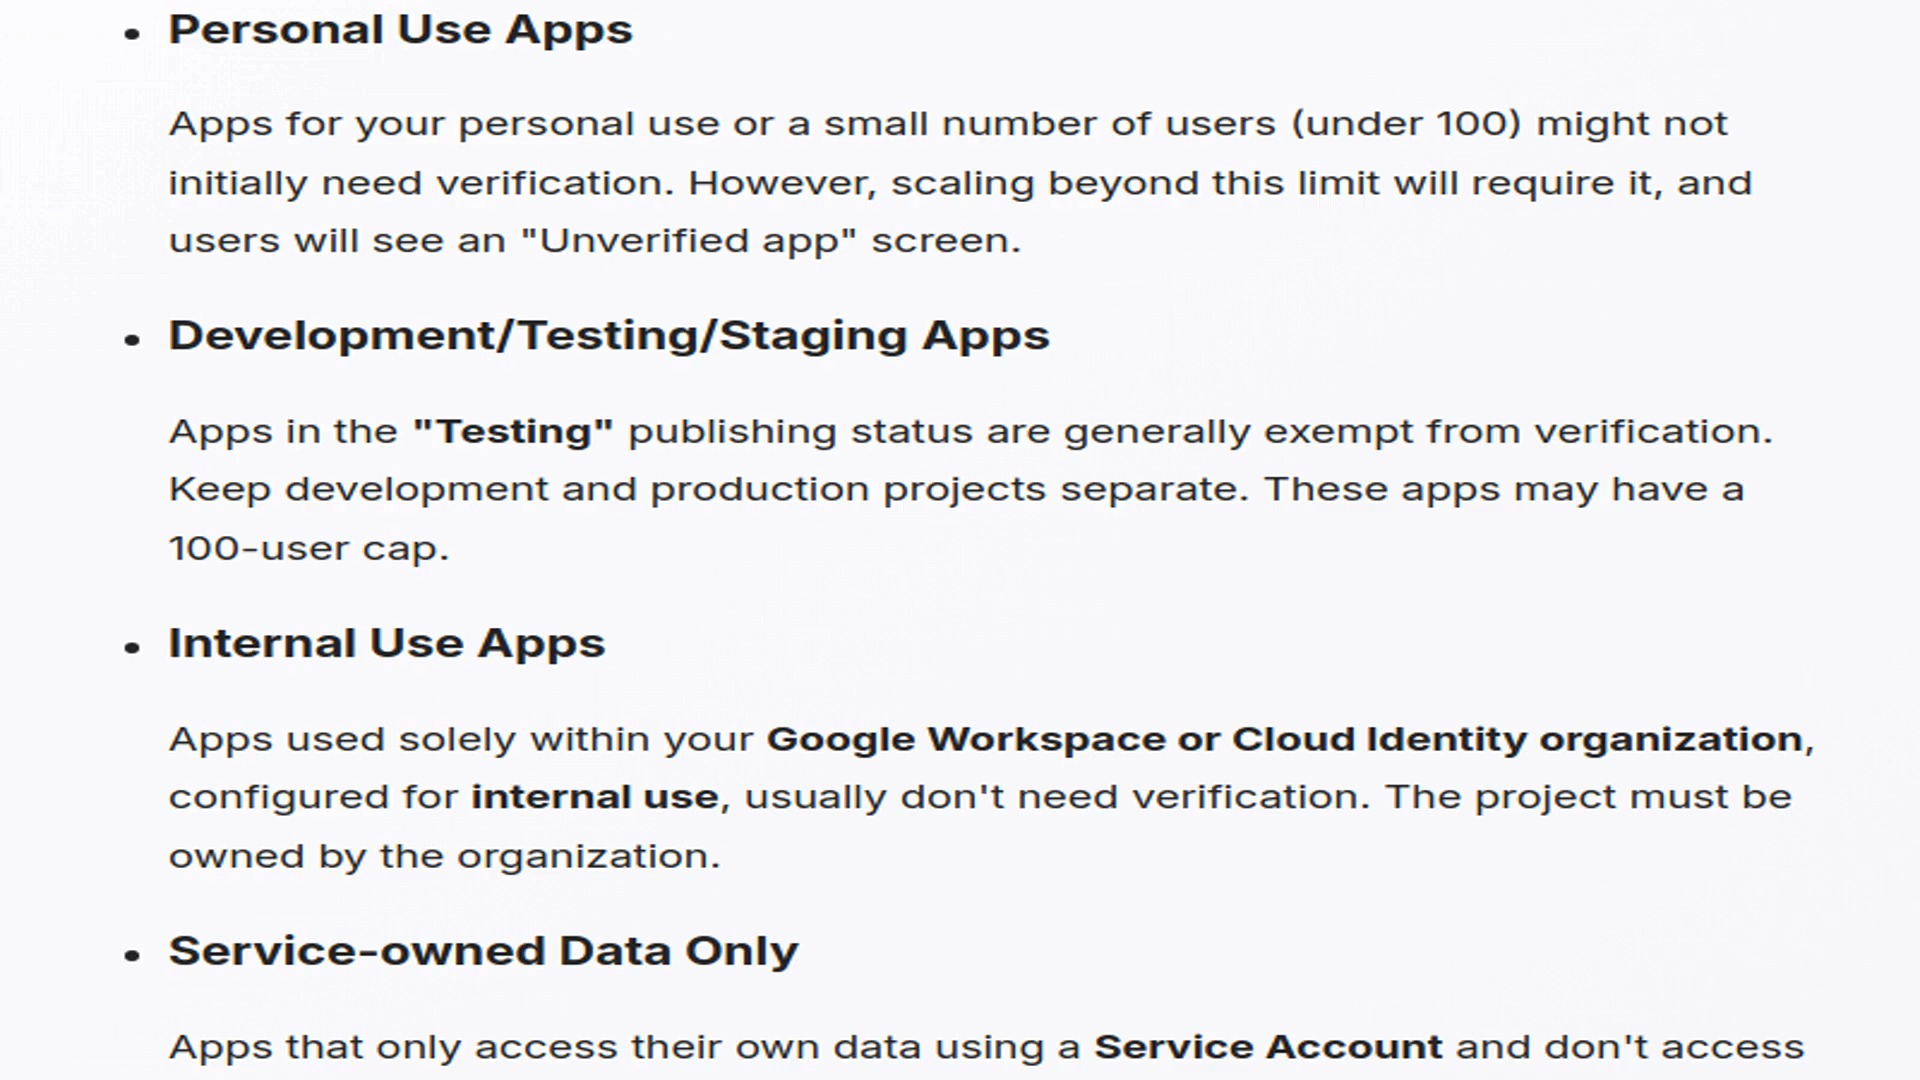 • Personal Use Apps
Apps for your personal use or a small number of users (under 100) might not
initially need verification. However, scaling beyond this limit will require it, and
users will see an "Unverified app" screen.
• Development/Testing/Staging Apps
Apps in the "Testing" publishing status are generally exempt from verification.
Keep development and production projects separate. These apps may have a
100-user cap.
• Internal Use Apps
Apps used solely within your Google Workspace or Cloud Identity organization,
configured for internal use, usually don't need verification. The project must be
owned by the organization.
• Service-owned Data Only
Apps that only access their own data using a Service Account and don't access